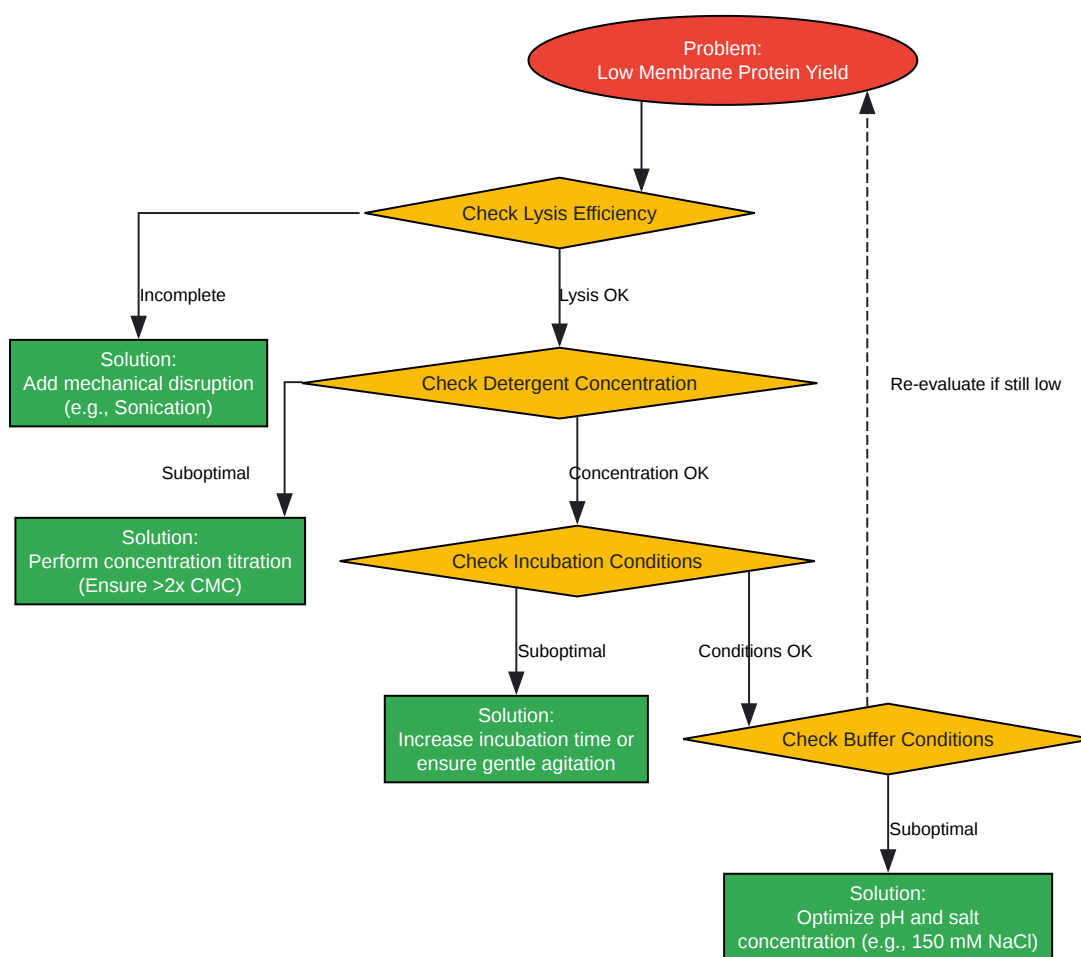 Problem:
Low Membrane Protein Yield
Check Lysis Efficiency
Incomplete
Lysis OK
Solution:
Add mechanical disruption
(e.g., Sonication)
Check Detergent Concentration
Re-evaluate if still low
Suboptimal
Concentration OK
Solution:
Perform concentration titration
(Ensure >2x CMC)
Check Incubation Conditions
Suboptimal
Conditions OK
Solution:
Increase incubation time or
ensure gentle agitation
Check Buffer Conditions
Suboptimal
Solution:
Optimize pH and salt
concentration (e.g., 150 mM NaCl)